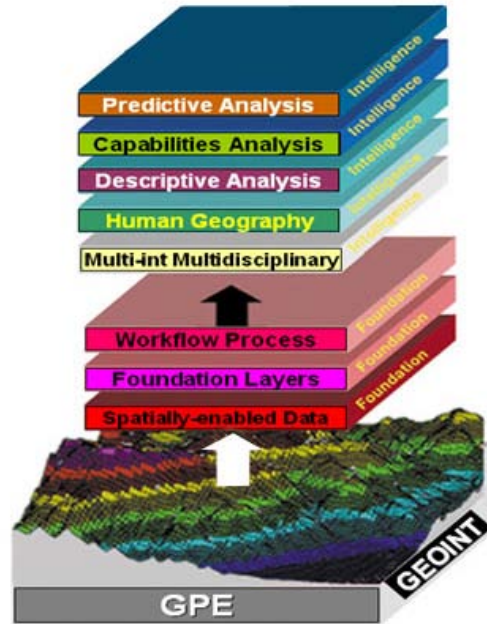 Predictive Analysis
Intelligence
Capabilities Analysis
Intelligence
Descriptive Analysis
Intelligence
Human Geography
Intelligence
Multi-int Multidisciplinary
Intelligence
Workflow Process
Foundation
Foundation Layers
Foundation
Spatially-enabled Data
Foundation
GEOINT
GPE